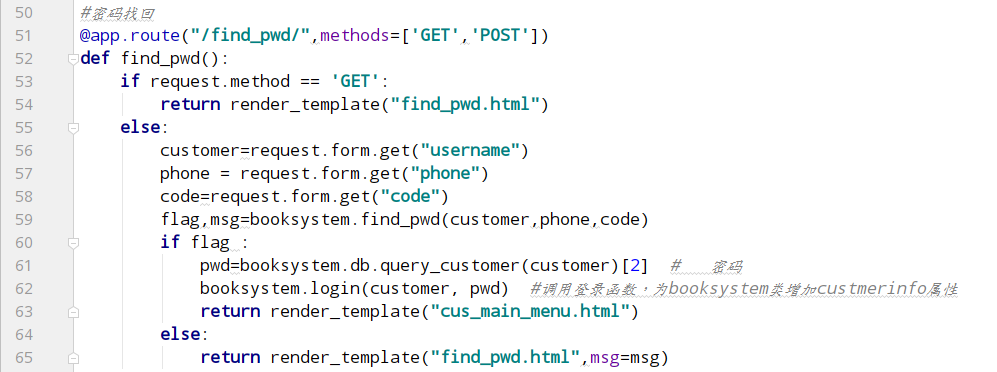 50 #密码找回
51 @app.route("/find_pwd/",methods=['GET','POST'])
52 def find_pwd():
53     if request.method == 'GET':
54         return render_template("find_pwd.html")
55     else:
56         customer=request.form.get("username")
57         phone = request.form.get("phone")
58         code=request.form.get("code")
59         flag,msg=booksystem.find_pwd(customer,phone,code)
60         if flag :
61             pwd=booksystem.db.query_customer(customer)[2]  #   密码
62             booksystem.login(customer, pwd)  #调用登录函数，为booksystem类增加custmerinfo属性
63             return render_template("cus_main_menu.html")
64         else:
65             return render_template("find_pwd.html",msg=msg)